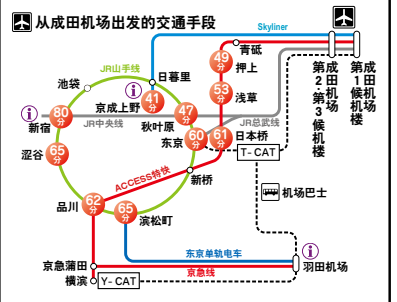 从成田机场出发的交通手段
Skyliner
青砥
49分
押上
JR山手线
日暮里
池袋
41分
京成上野
53分
浅草
成田机场
第2・第3候机楼
成田机场
第1候机楼
i
80分
新宿
JR中央线
47分
秋叶原
JR总武线
65分
涩谷
60分
东京
61分
日本桥
T- CAT
ACCESS特快
新桥
机场巴士
62分
品川
65分
滨松町
i
东京单轨电车
京急线
羽田机场
京急蒲田
横滨
Y- CAT
i